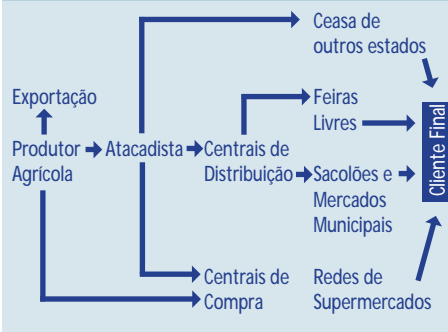 Ceasa de
outros estados
Exportação
Feiras
Livres
Produtor
Agrícola
Atacadista
Centrais de
Distribuição
Sacolões e
Mercados
Municipais
Cliente Final
Centrais de
Compra
Redes de
Supermercados